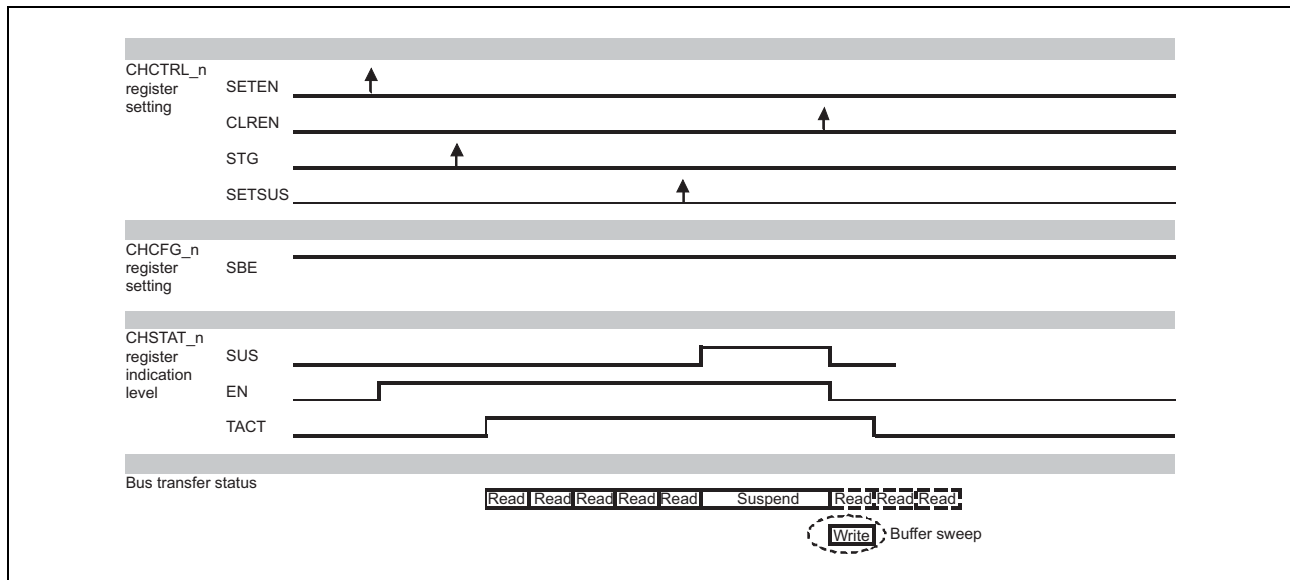 CHCTRL_n
register
setting
SETEN
CLREN
STG
SETSUS
CHCFG_n
register
setting
SBE
CHSTAT_n
register
indication
level
SUS
EN
TACT
Bus transfer status
Read Read Read Read Read Suspend Read Read Read
Write Buffer sweep